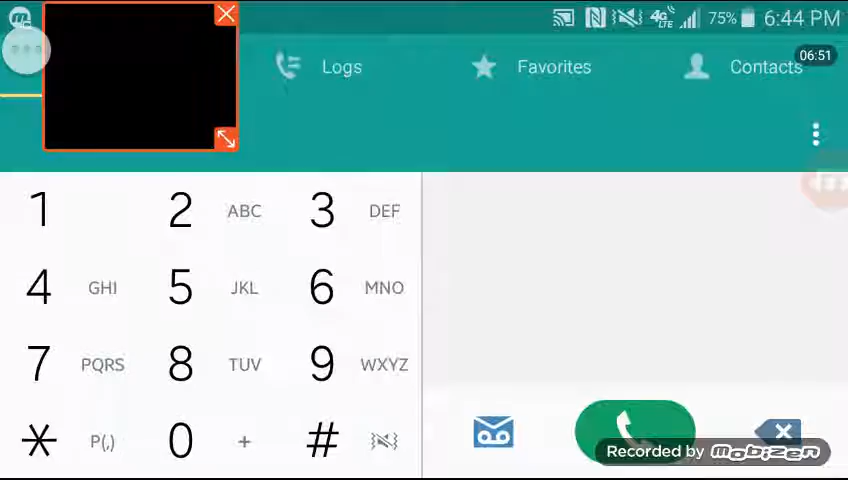 4G LTE 75% 6:44 PM
06:51
Logs Favorites Contacts
1 2 ABC 3 DEF
4 GHI 5 JKL 6 MNO
7 PQRS 8 TUV 9 WXYZ
* P(,) 0 + #
Recorded by mobizen